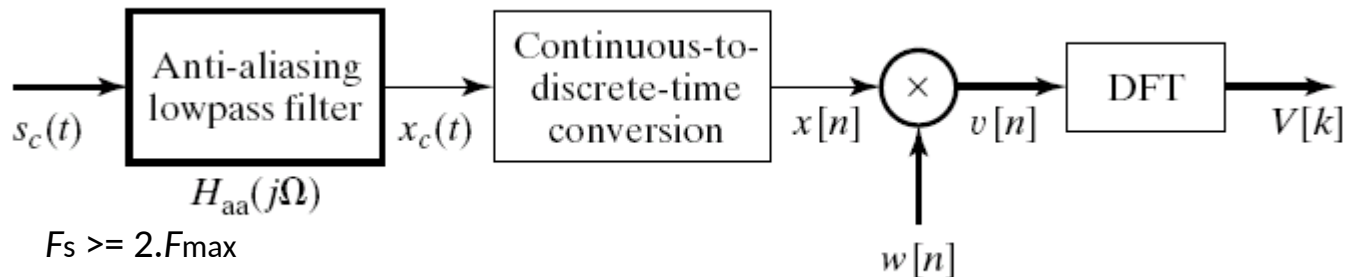 Anti-aliasing
lowpass filter
Continuous-to-
discrete-time
conversion
×
DFT
s_c(t)
x_c(t)
x[n]
v[n]
V[k]
H_aa(jΩ)
Fs >= 2.Fmax
w[n]